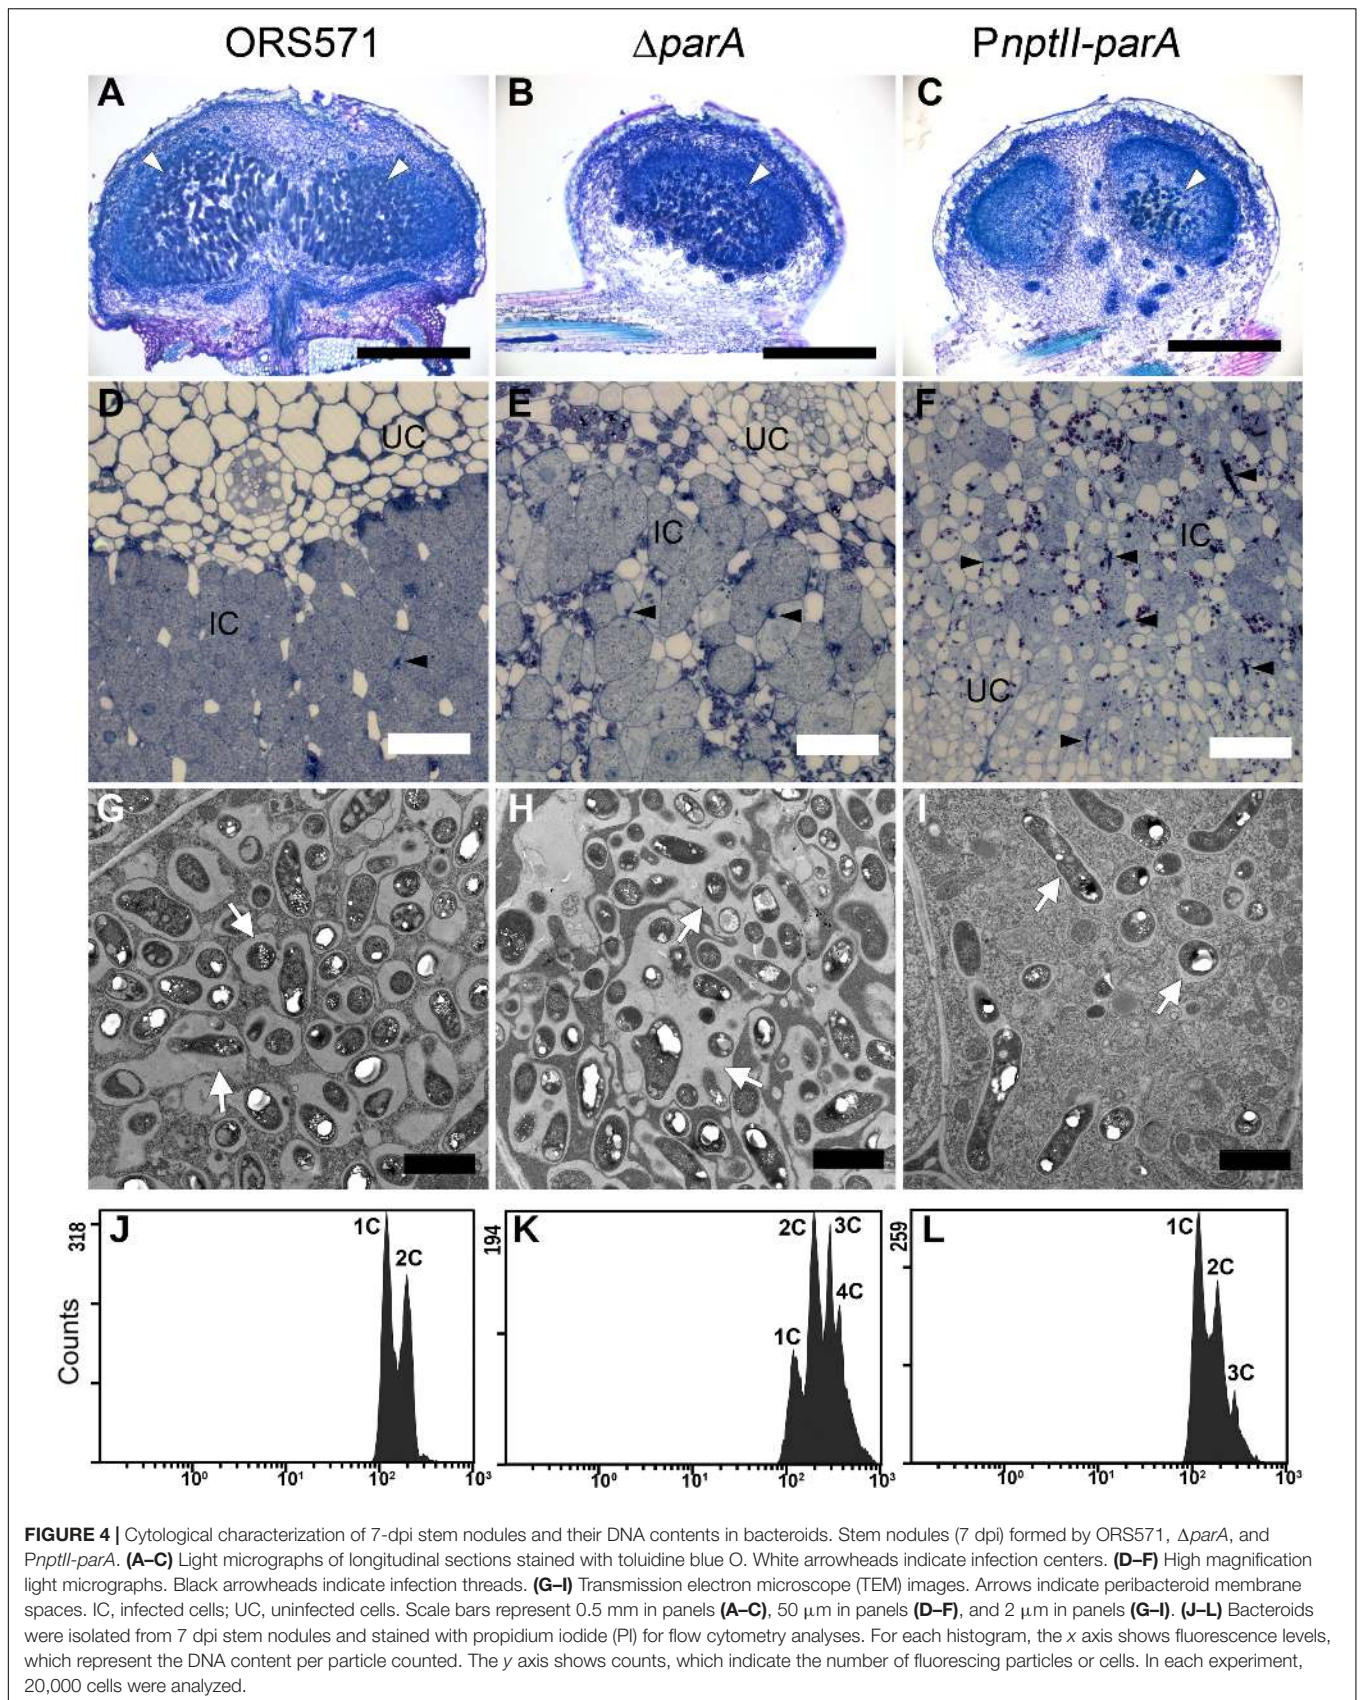 ORS571 ΔparA PnptII-parA
A B C
D UC IC
E UC IC
F IC UC
G H I
J 318 1C 2C Counts 10⁰ 10¹ 10² 10³
K 194 1C 2C 3C 4C 10⁰ 10¹ 10² 10³
L 259 1C 2C 3C 10⁰ 10¹ 10² 10³
FIGURE 4 | Cytological characterization of 7-dpi stem nodules and their DNA contents in bacteroids. Stem nodules (7 dpi) formed by ORS571, ΔparA, and
PnptII-parA. (A–C) Light micrographs of longitudinal sections stained with toluidine blue O. White arrowheads indicate infection centers. (D–F) High magnification
light micrographs. Black arrowheads indicate infection threads. (G–I) Transmission electron microscope (TEM) images. Arrows indicate peribacteroid membrane
spaces. IC, infected cells; UC, uninfected cells. Scale bars represent 0.5 mm in panels (A–C), 50 μm in panels (D–F), and 2 μm in panels (G–I). (J–L) Bacteroids
were isolated from 7 dpi stem nodules and stained with propidium iodide (PI) for flow cytometry analyses. For each histogram, the x axis shows fluorescence levels,
which represent the DNA content per particle counted. The y axis shows counts, which indicate the number of fluorescing particles or cells. In each experiment,
20,000 cells were analyzed.